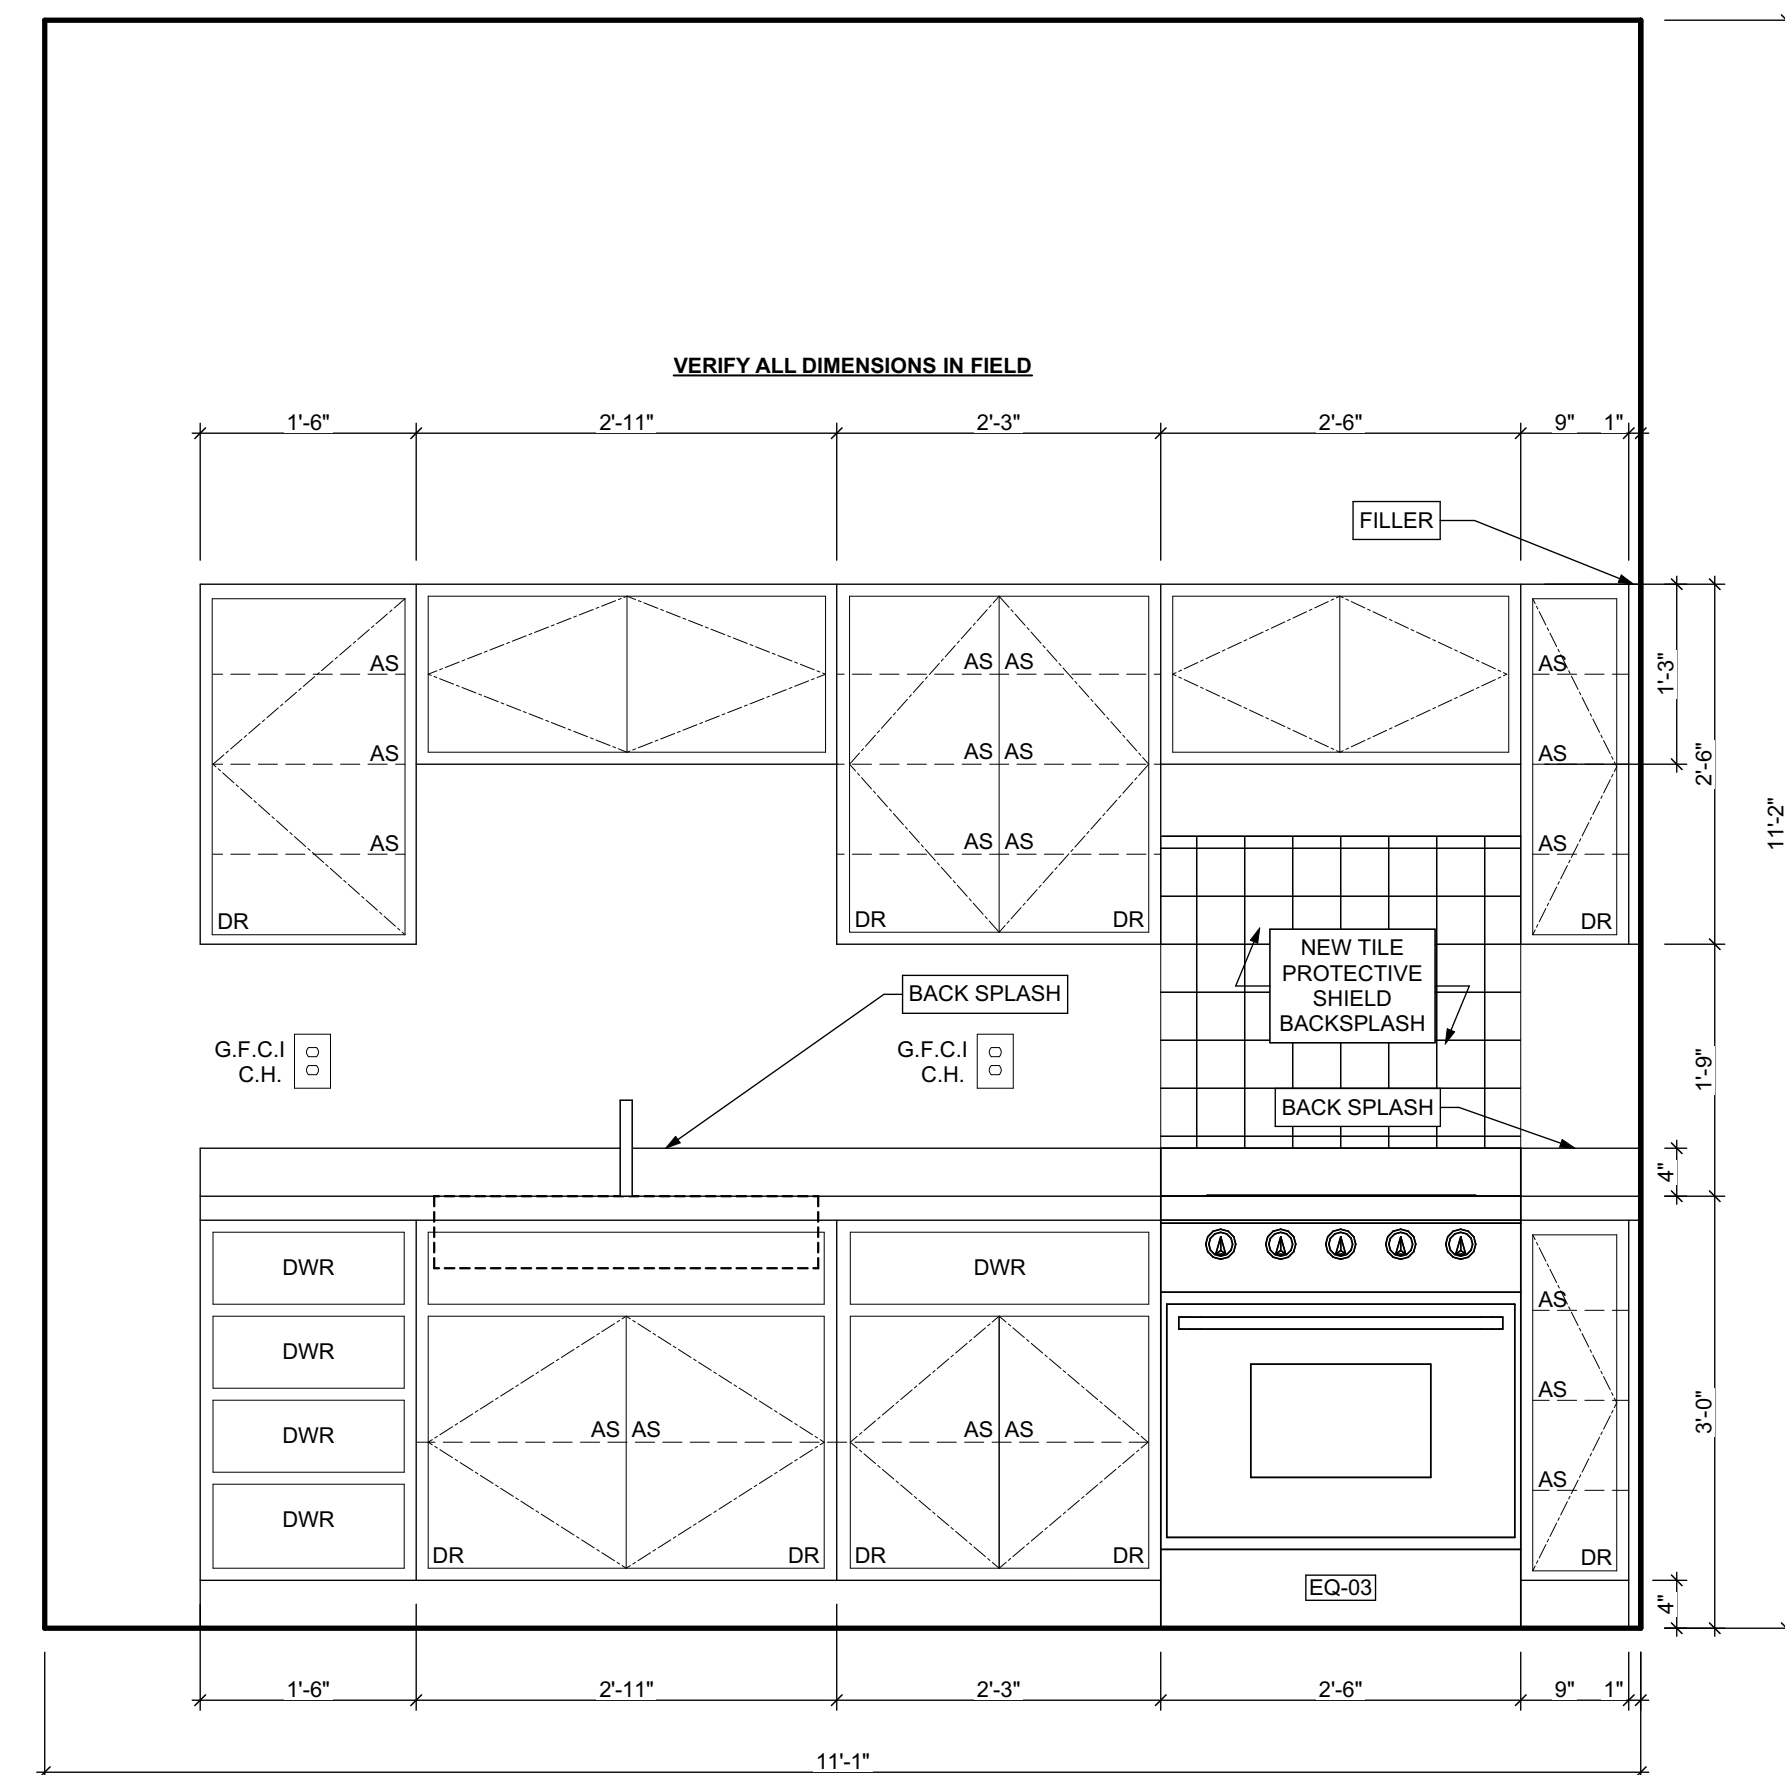 VERIFY ALL DIMENSIONS IN FIELD
1'-6" 2'-11" 2'-3" 2'-6" 9" 1"
FILLER
AS
AS AS
AS
1'-3"
AS
AS AS
AS
2'-6"
11'-2"
AS
AS AS
AS
DR
DR DR
DR
NEW TILE
PROTECTIVE
SHIELD
BACKSPLASH
BACK SPLASH
G.F.C.I
C.H.
G.F.C.I
C.H.
1'-9"
BACK SPLASH
4"
DWR
DWR
AS
DWR
AS
3'-0"
DWR
AS AS
AS AS
AS
DWR
DR DR
DR DR
DR
EQ-03
4"
1'-6" 2'-11" 2'-3" 2'-6" 9" 1"
11'-1"